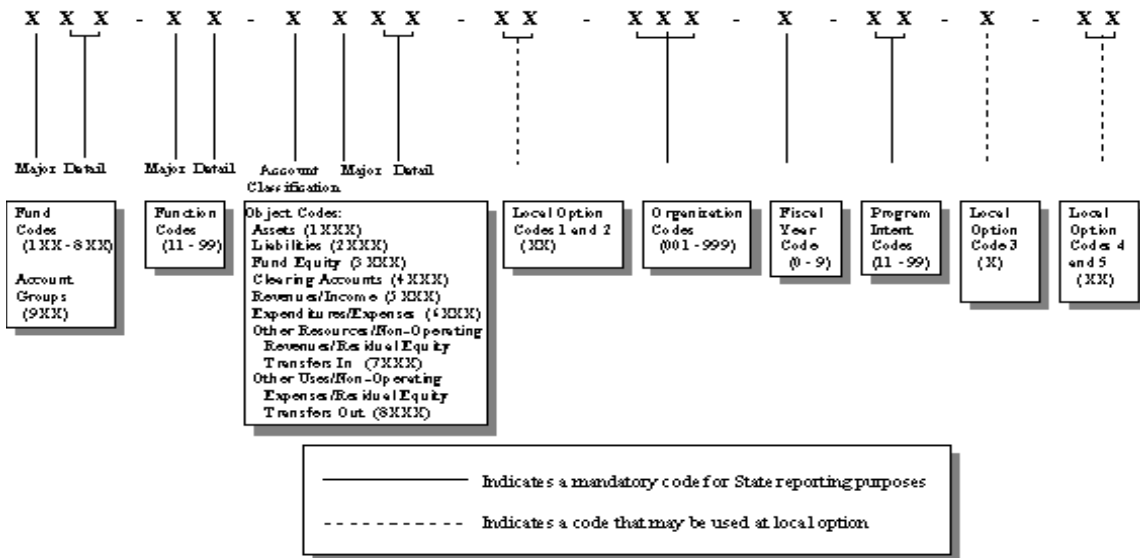 X X X - X X - X X X X - X X - X X X - X - X X - X - X X
Major Detail Major Detail Account Classification Major Detail
Fund
Codes
(1XX - 8XX)
Account
Groups
(9XX)
Function
Codes
(11 - 99)
Object Codes:
Assets (1XXX)
Liabilities (2XXX)
Fund Equity (3XXX)
Clearing Accounts (4XXX)
Revenues/Income (5XXX)
Expenditures/Expenses (6XXX)
Other Resources/Non-Operating
Revenues/Residual Equity
Transfers In (7XXX)
Other Uses/Non-Operating
Expenses/Residual Equity
Transfers Out (8XXX)
Local Option
Codes 1 and 2
(XX)
Organization
Codes
(001 -999)
Fiscal
Year
Code
(0 - 9)
Program
Intent
Codes
(11 - 99)
Local
Option
Code 3
(X)
Local
Option
Codes 4
and 5
(XX)
Indicates a mandatory code for State reporting purposes
Indicates a code that may be used at local option